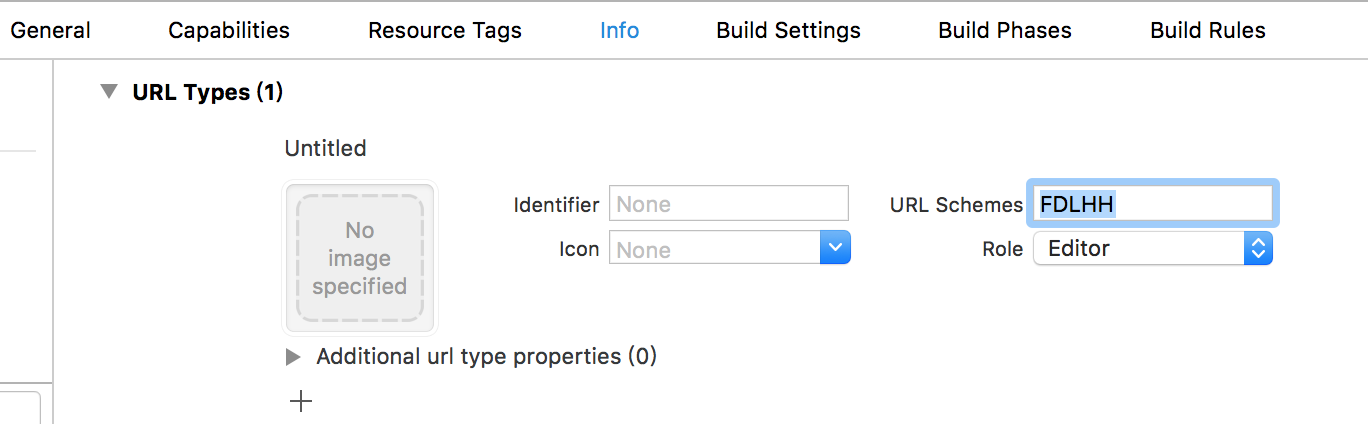 General Capabilities Resource Tags Info Build Settings Build Phases Build Rules
URL Types (1)
Untitled
No
image
specified
Identifier None URL Schemes FDLHH
Icon None Role Editor
Additional url type properties (0)